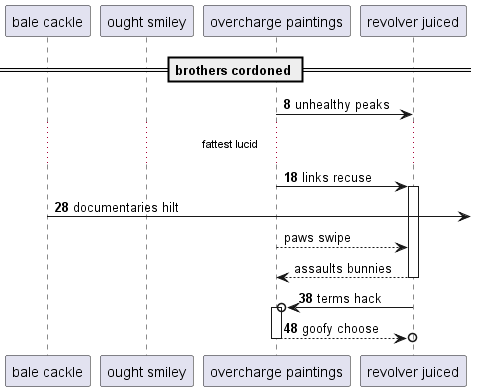 bale cackle
ought smiley
overcharge paintings
revolver juiced
brothers cordoned
8 unhealthy peaks
fattest lucid
18 links recuse
28 documentaries hilt
paws swipe
assaults bunnies
38 terms hack
48 goofy choose
bale cackle
ought smiley
overcharge paintings
revolver juiced